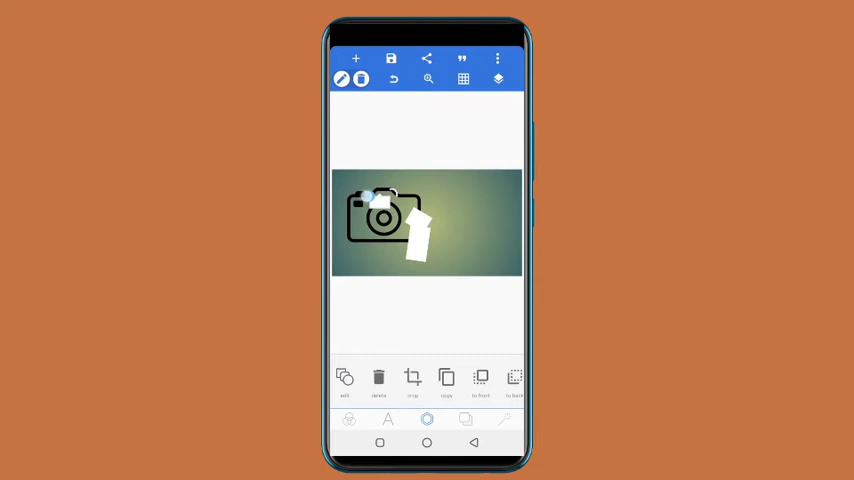 edit
delete
crop
copy
to front
to back